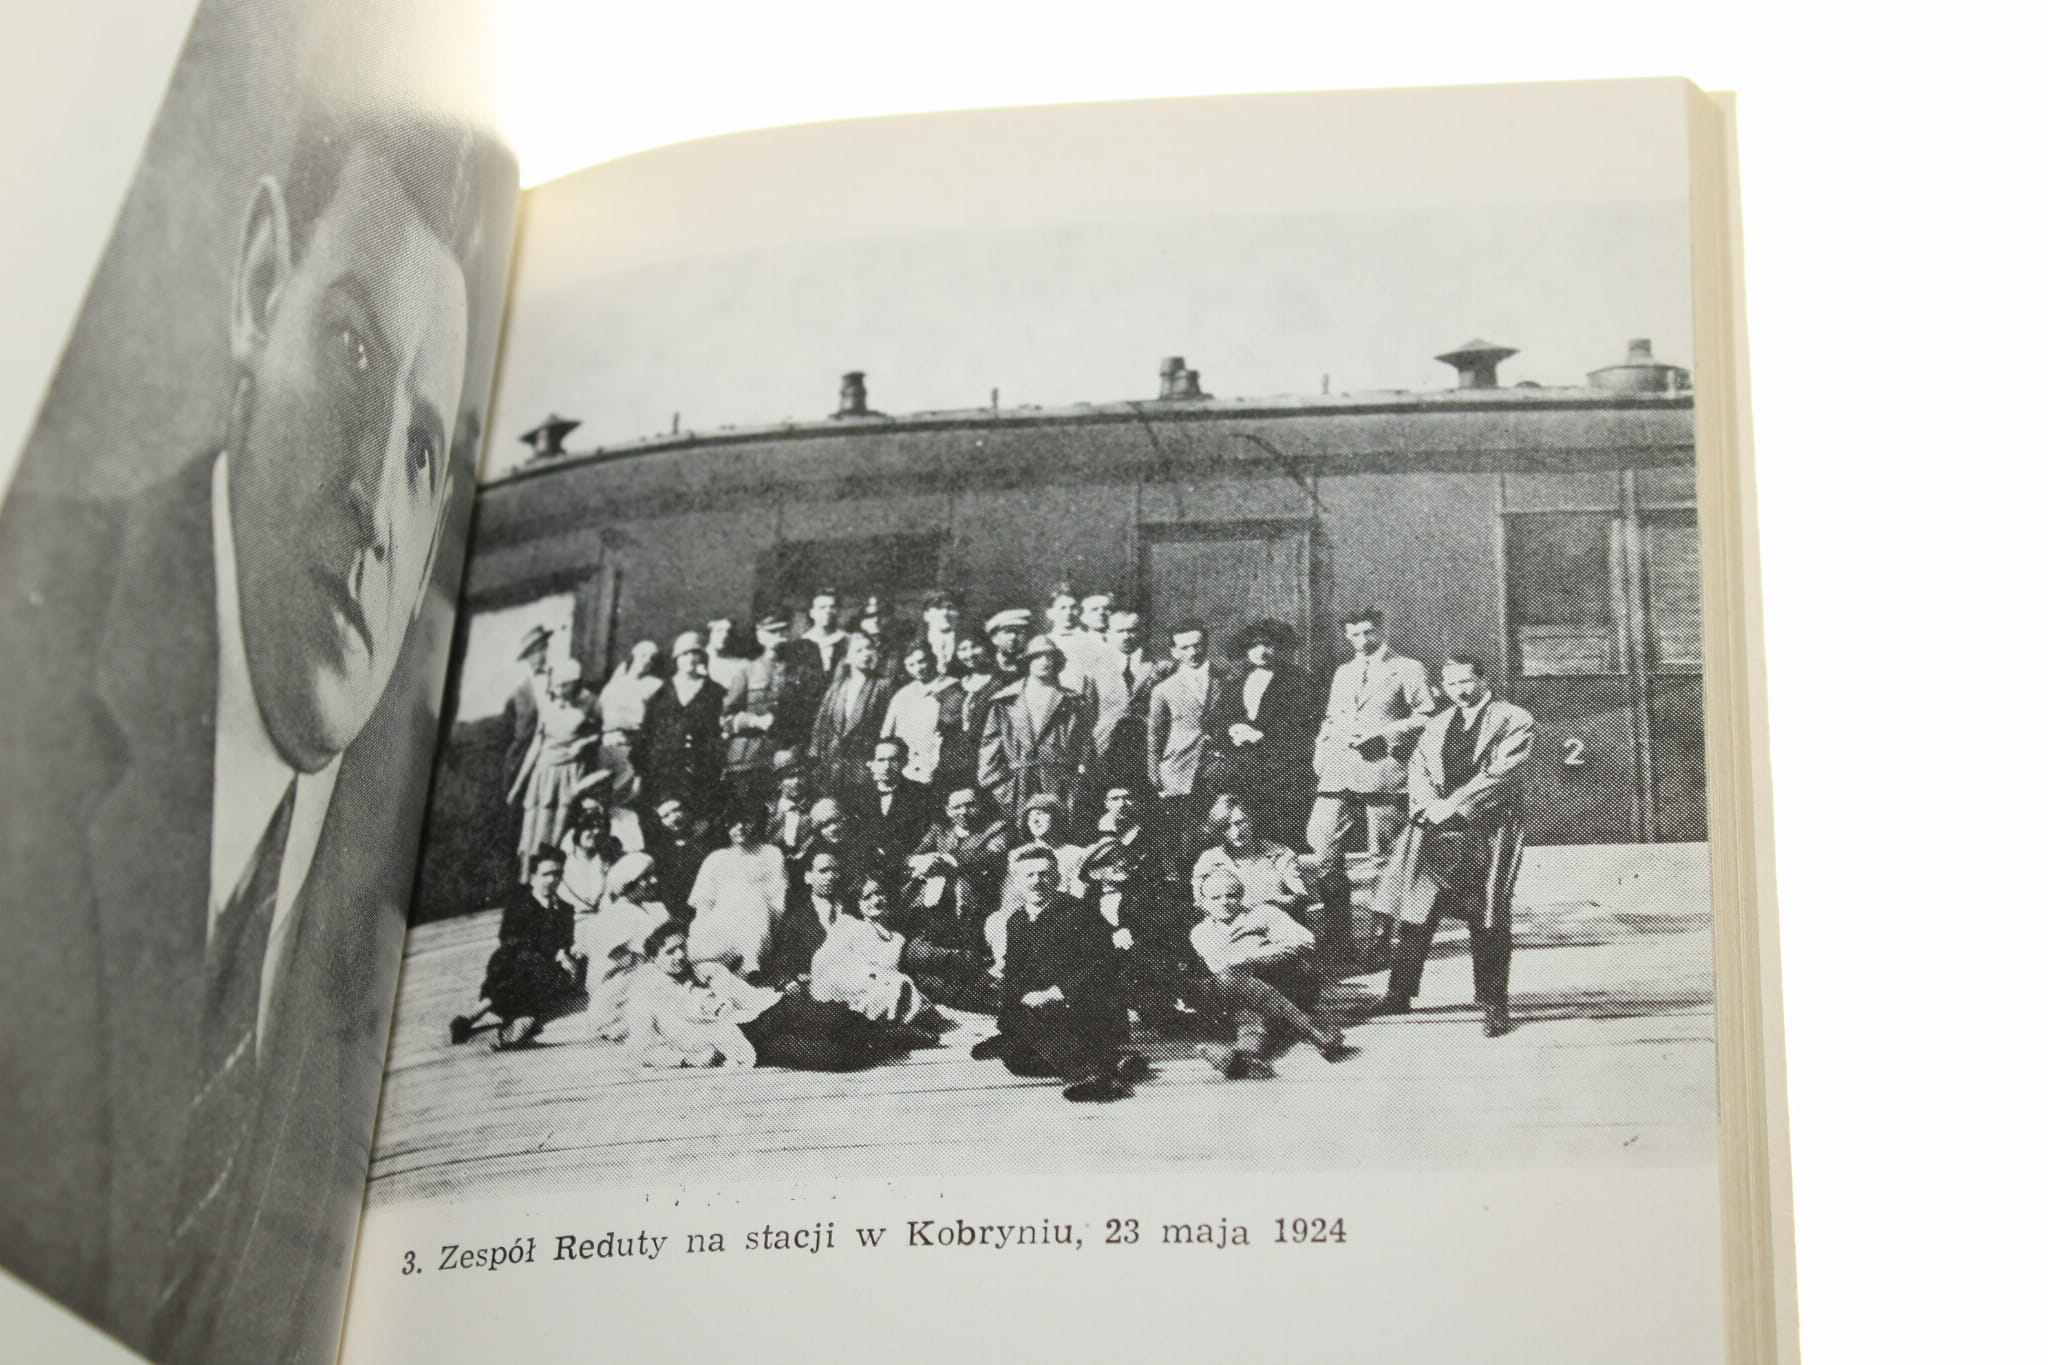 2
3. Zespół Reduty na stacji w Kobryniu, 23 maja 1924